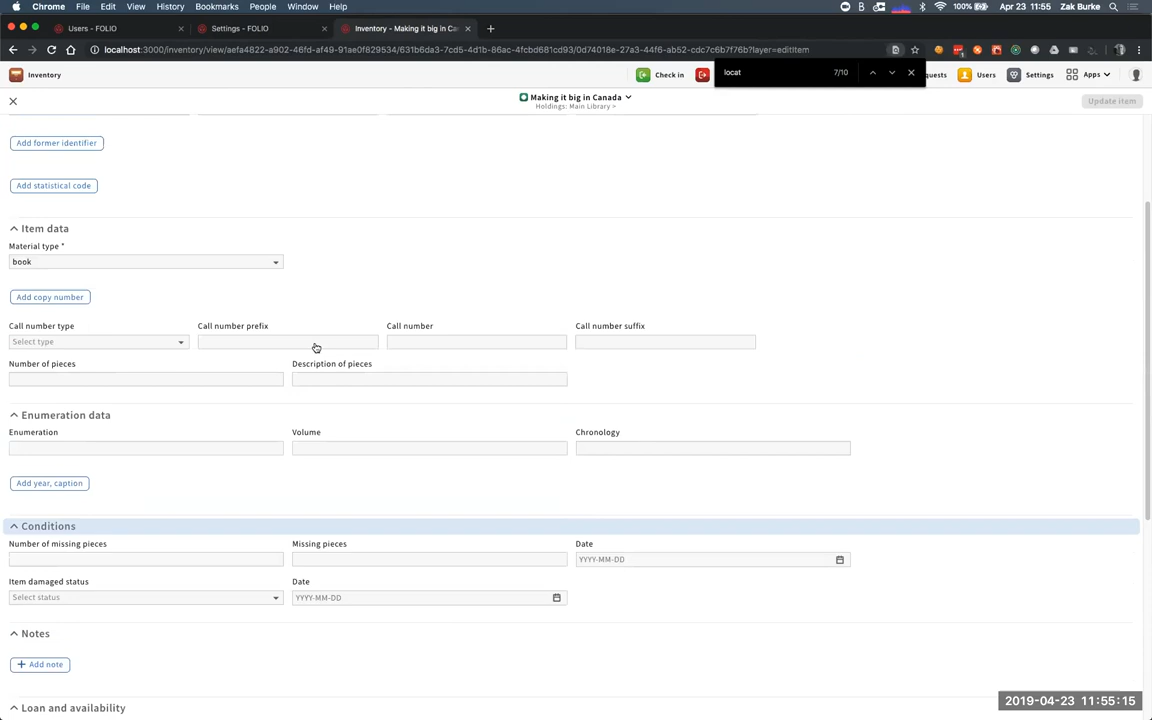 Chrome File Edit View History Bookmarks People Window Help 100% Apr 23 11:55 Zak Burke
Users - FOLIO Settings - FOLIO Inventory - Making it big in Canada
localhost:3000/inventory/view/aefa4822-a902-46fd-af49-91ae0f829534/631b6da3-7cd5-4d1b-86ac-4fcbd681cd93/0d74018e-27a3-44f6-ab52-cdc7c6b7f76b?layer=editItem
Inventory Check in locat 7/10 quests Users Settings Apps
Making it big in Canada
Holdings: Main Library >
Update item
Add former identifier
Add statistical code
Item data
Material type *
book
Add copy number
Call number type Call number prefix Call number Call number suffix
Select type
Number of pieces Description of pieces
Enumeration data
Enumeration Volume Chronology
Add year, caption
Conditions
Number of missing pieces Missing pieces Date
YYYY-MM-DD
Item damaged status Date
Select status YYYY-MM-DD
Notes
+ Add note
Loan and availability
2019-04-23 11:55:15